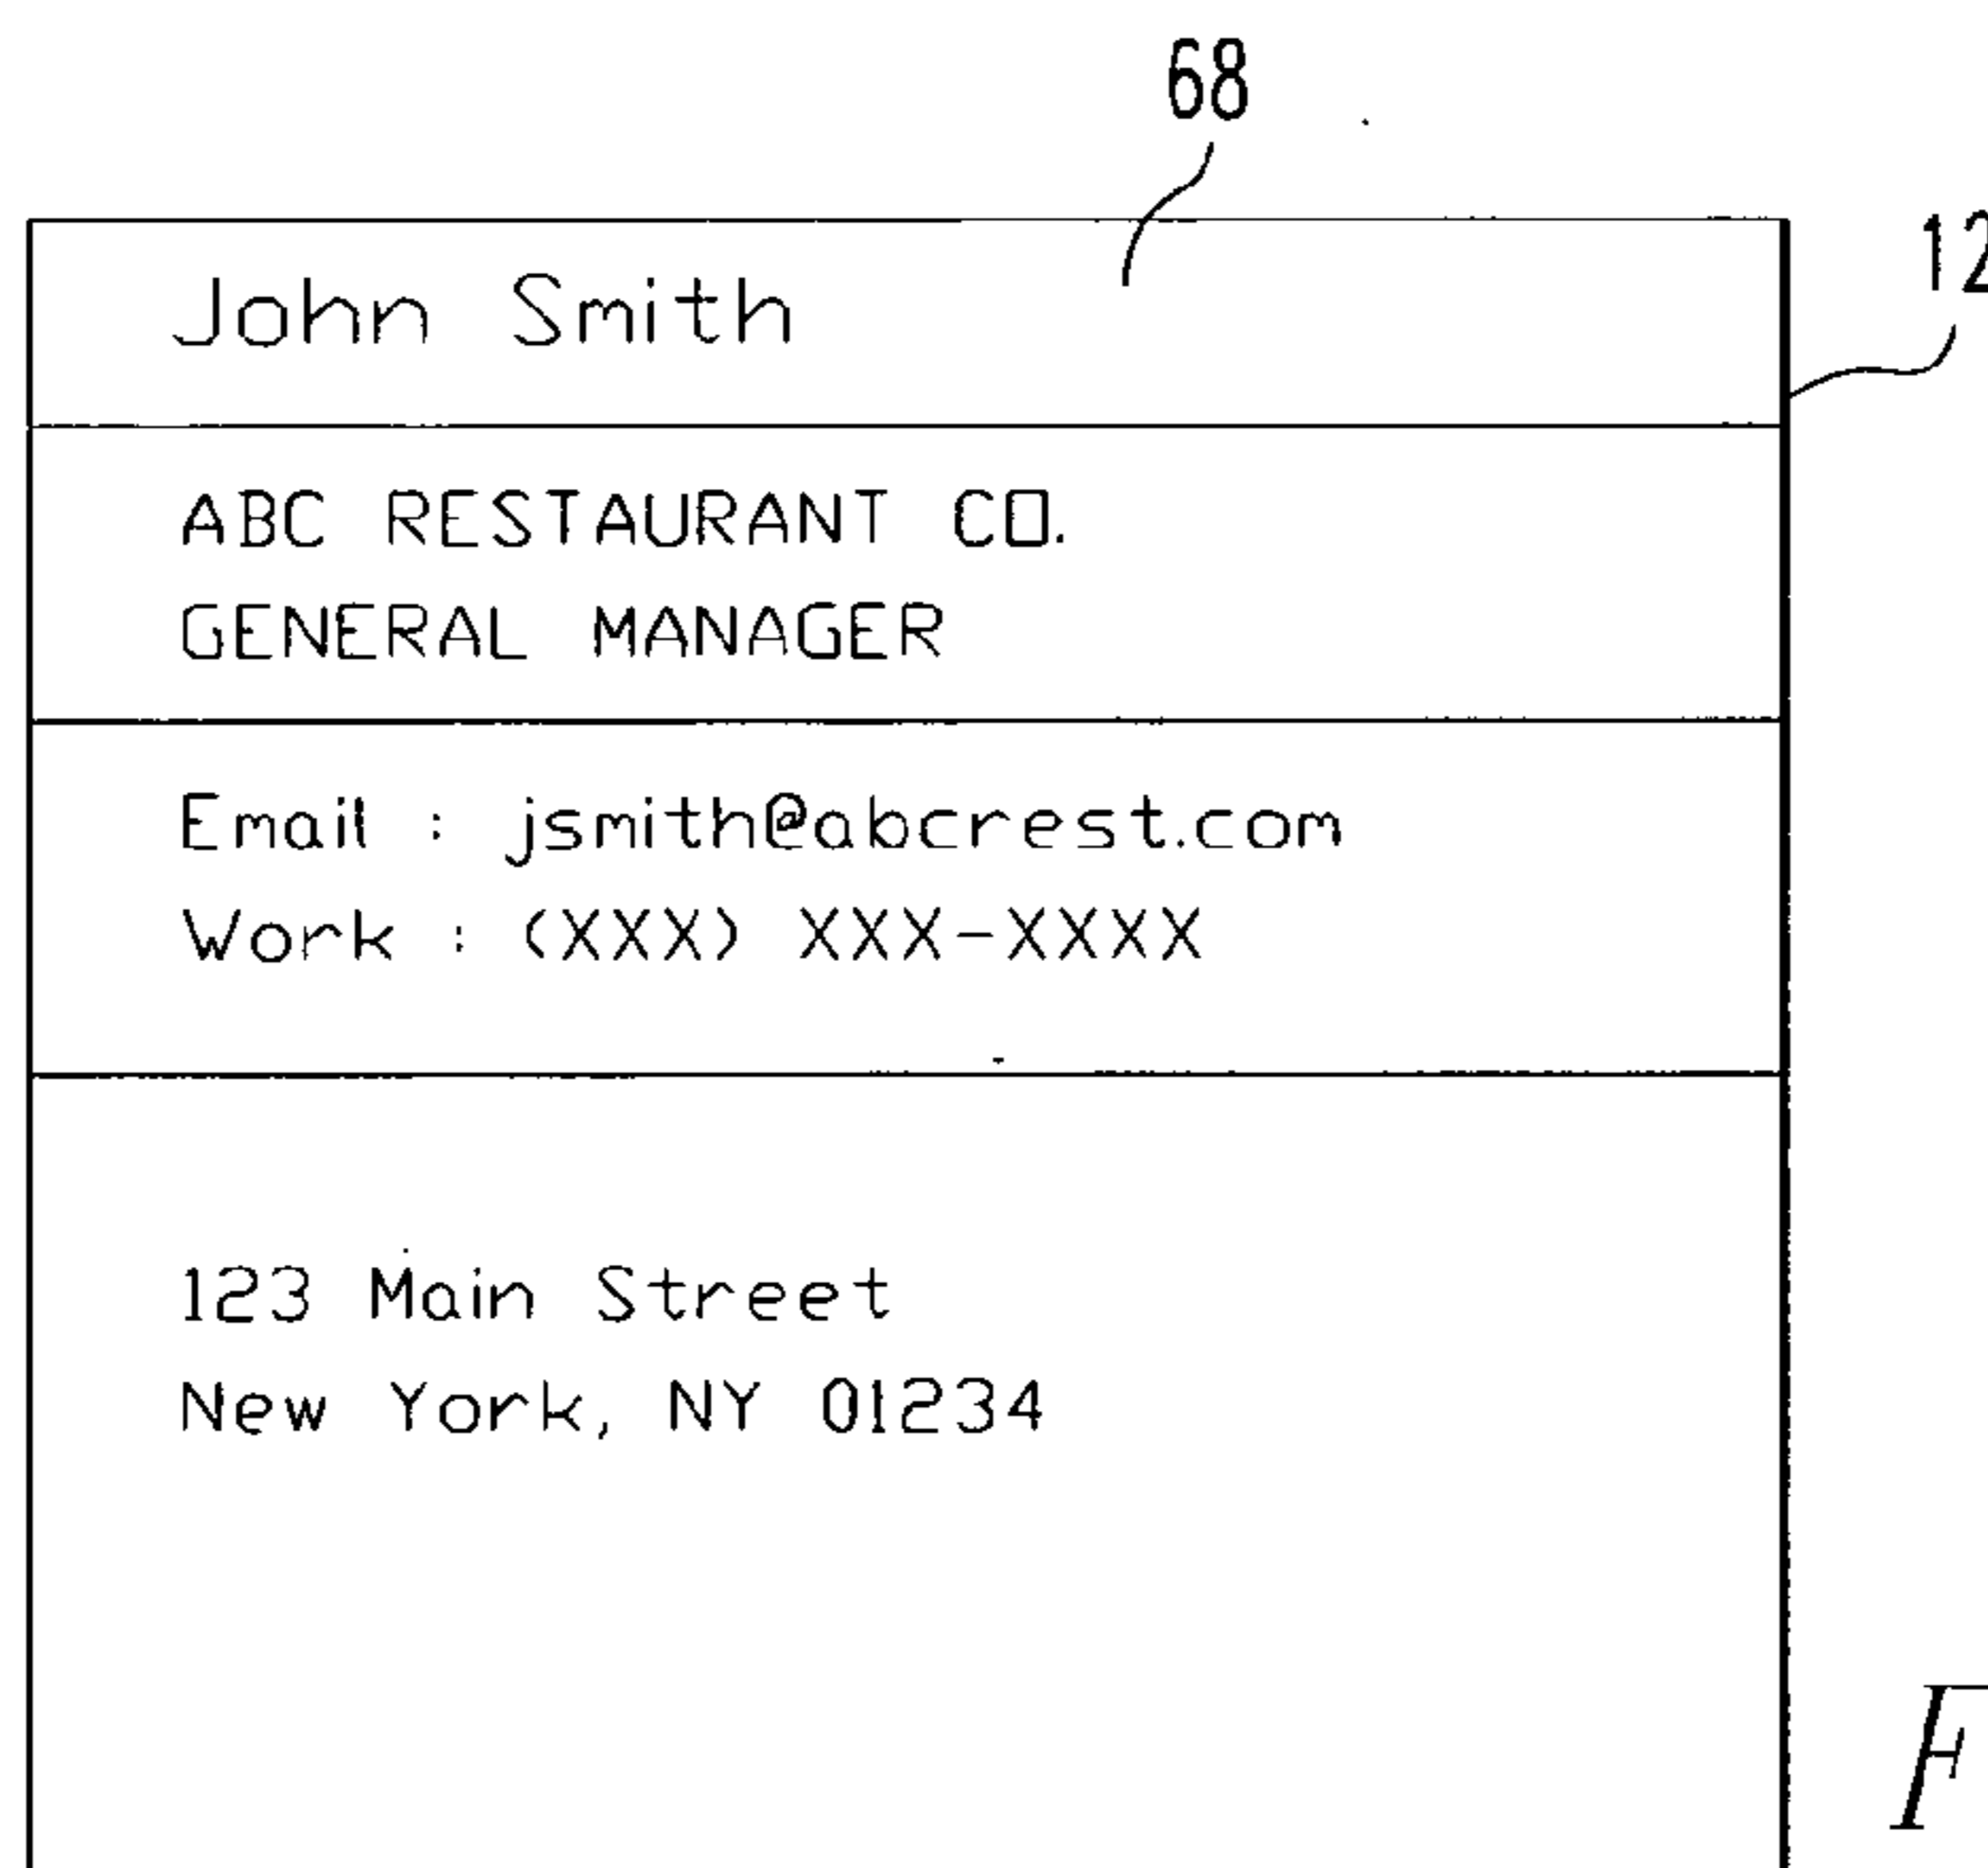 68
12
John Smith
ABC RESTAURANT CO.
GENERAL MANAGER
Email : jsmith@abcrest.com
Work : (XXX) XXX-XXXX
123 Main Street
New York, NY 01234
F